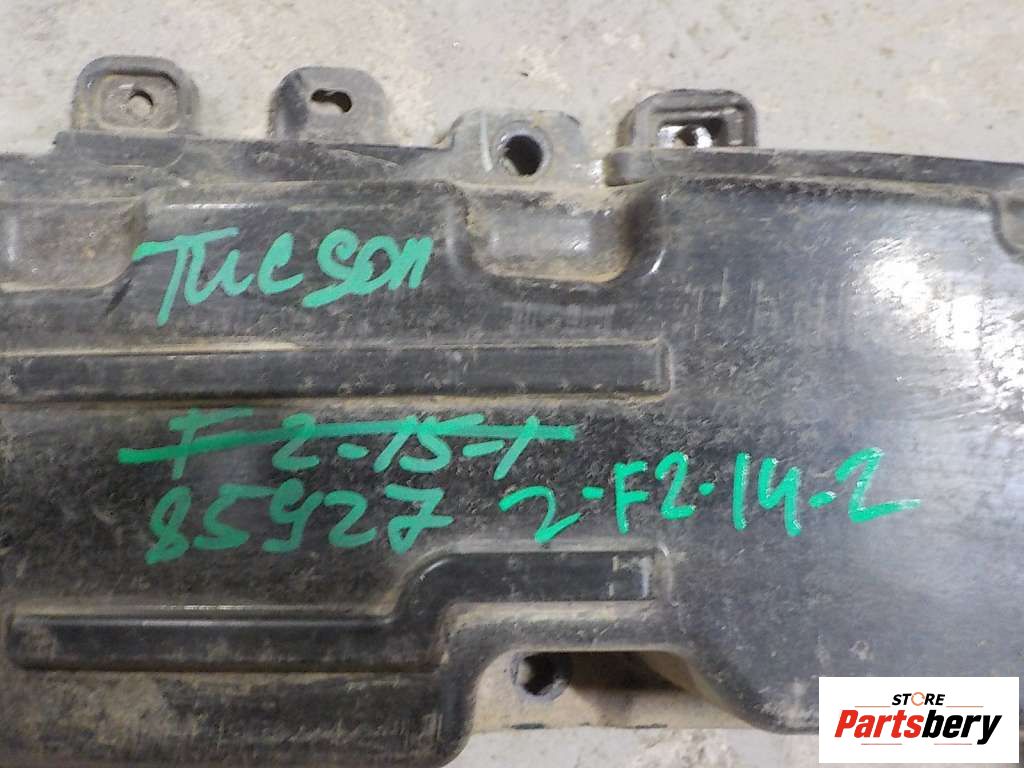 Tucson
F 2-15-1
85927 2-F2-14-2
STORE
Partsbery